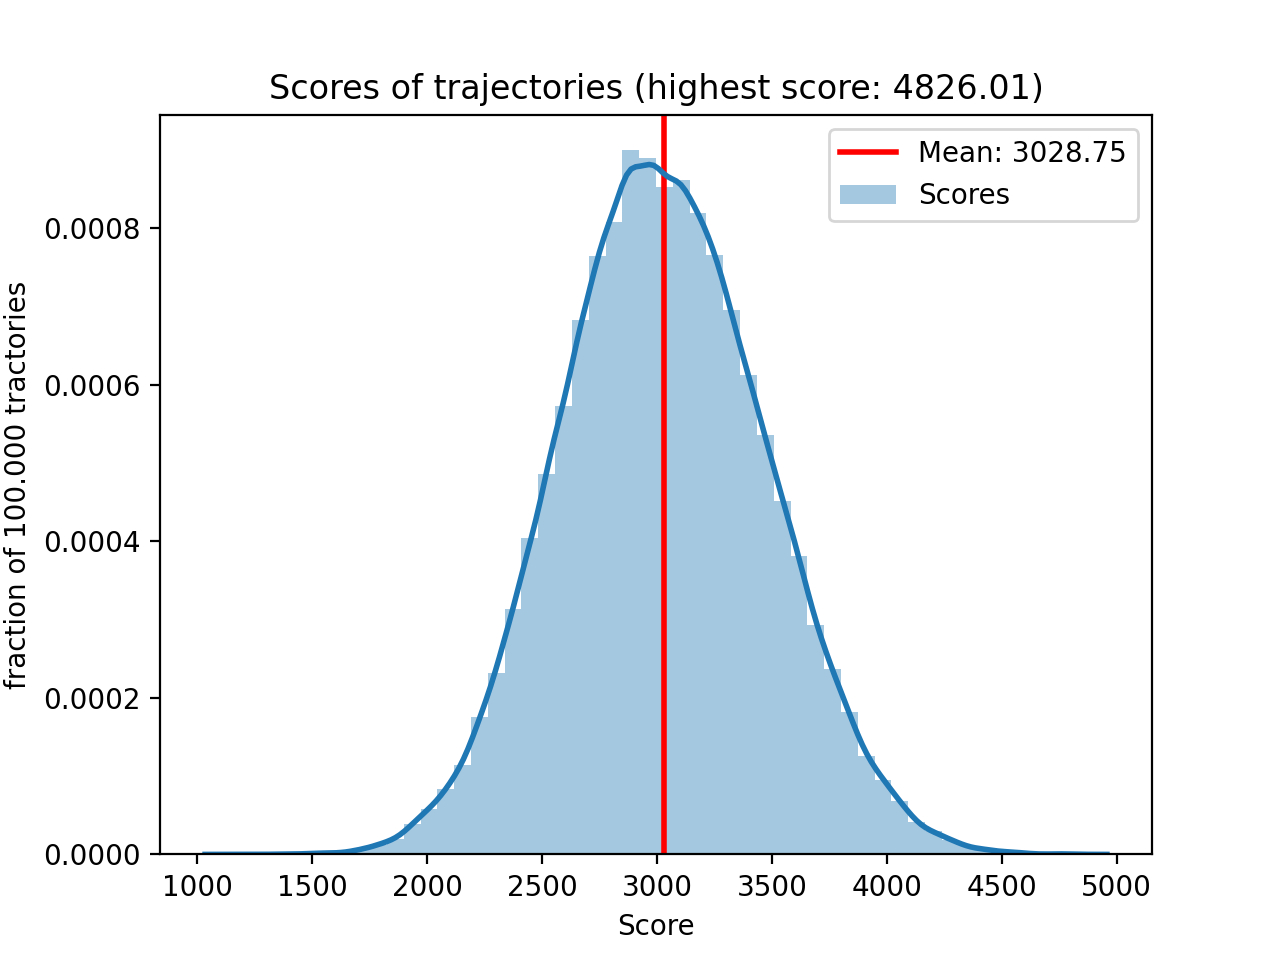 Scores of trajectories (highest score: 4826.01)
Mean: 3028.75
Scores
fraction of 100.000 tractories
0.0008
0.0006
0.0004
0.0002
0.0000
1000 1500 2000 2500 3000 3500 4000 4500 5000
Score